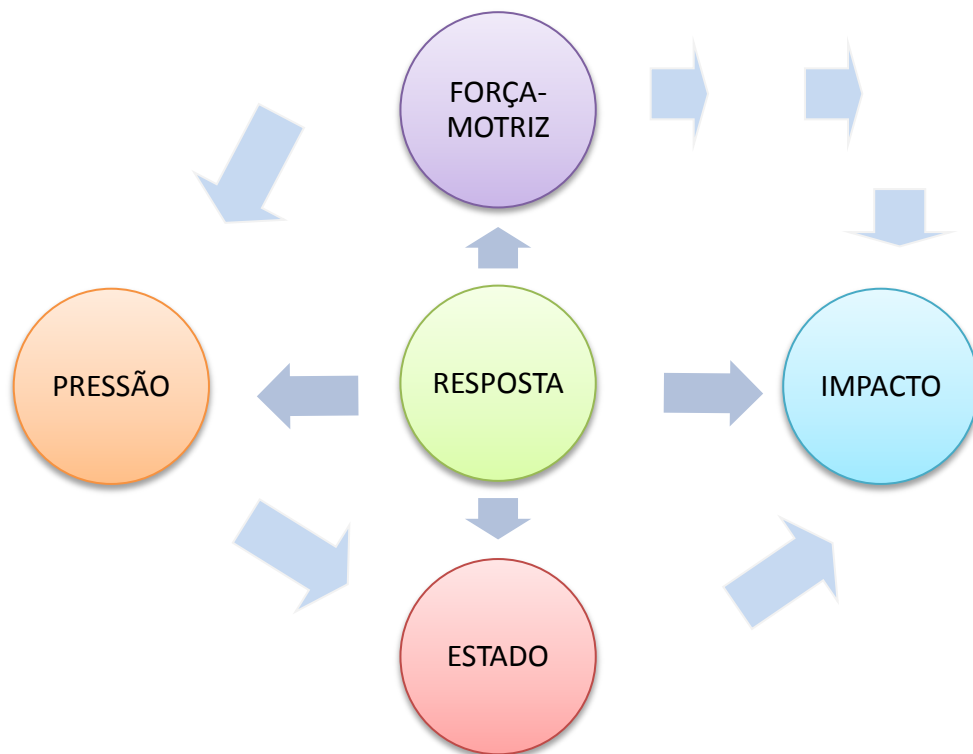 FORÇA-
MOTRIZ
PRESSÃO
RESPOSTA
IMPACTO
ESTADO